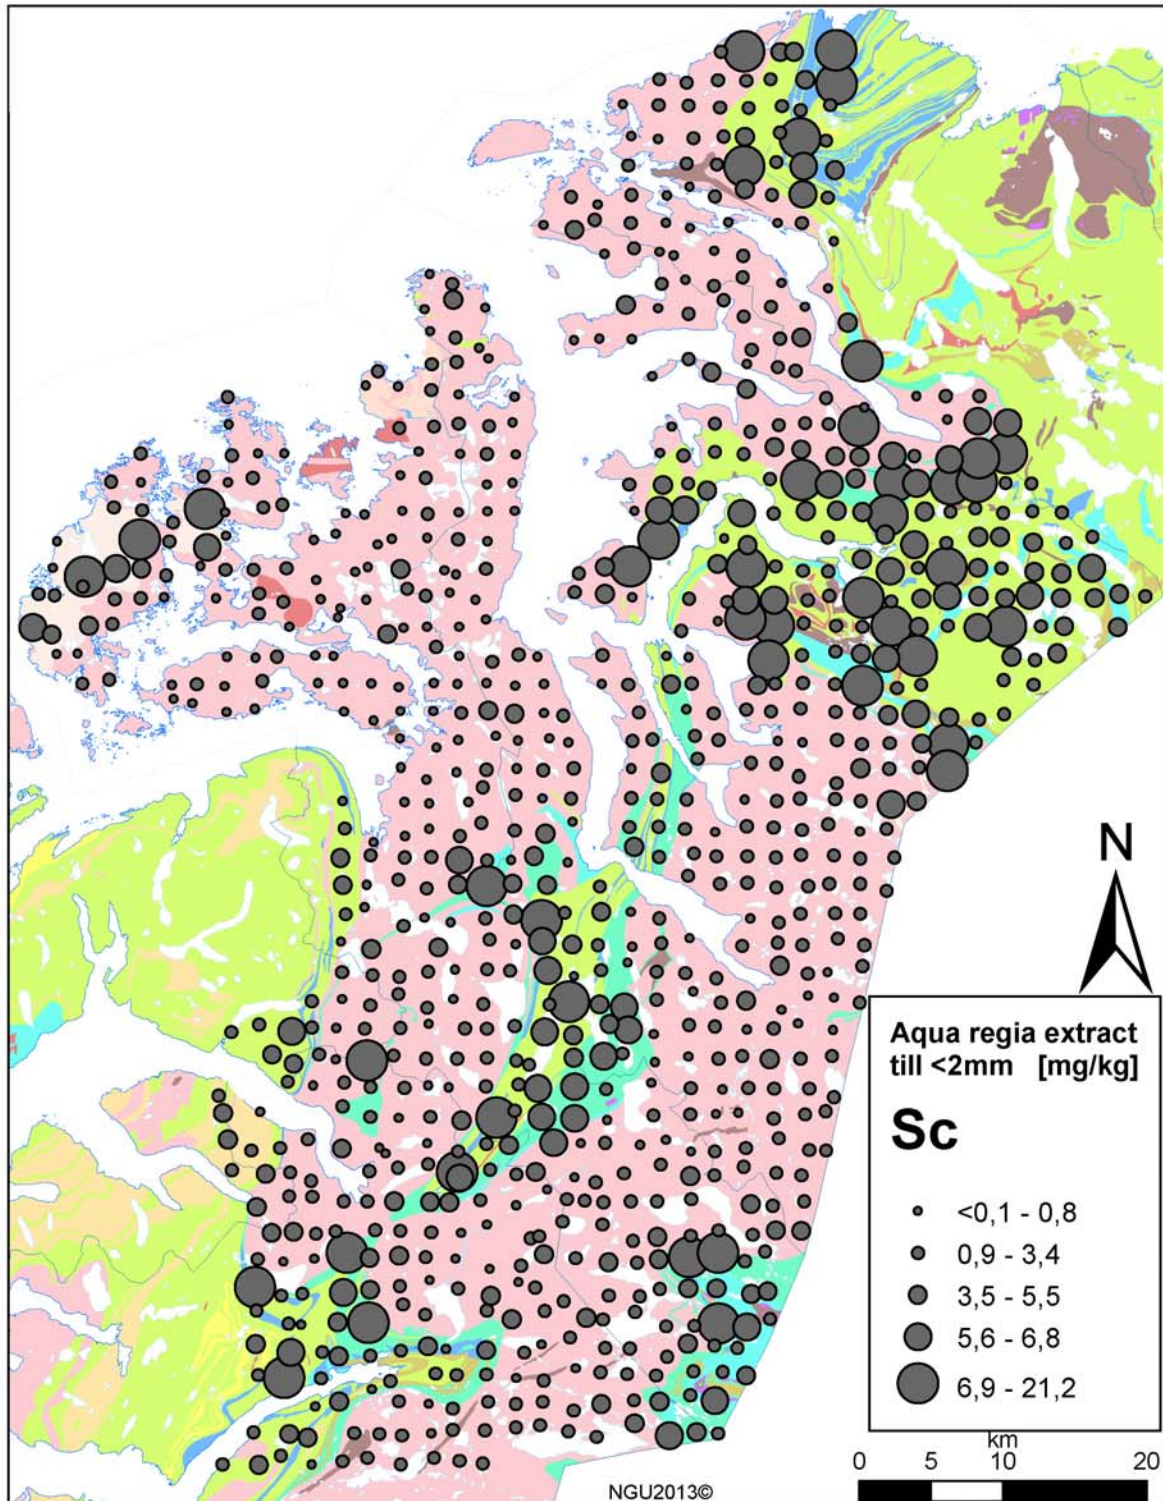 N
Aqua regia extract
till <2mm [mg/kg]
Sc
<0,1 - 0,8
0,9 - 3,4
3,5 - 5,5
5,6 - 6,8
6,9 - 21,2
km
0 5 10 20
NGU2013©